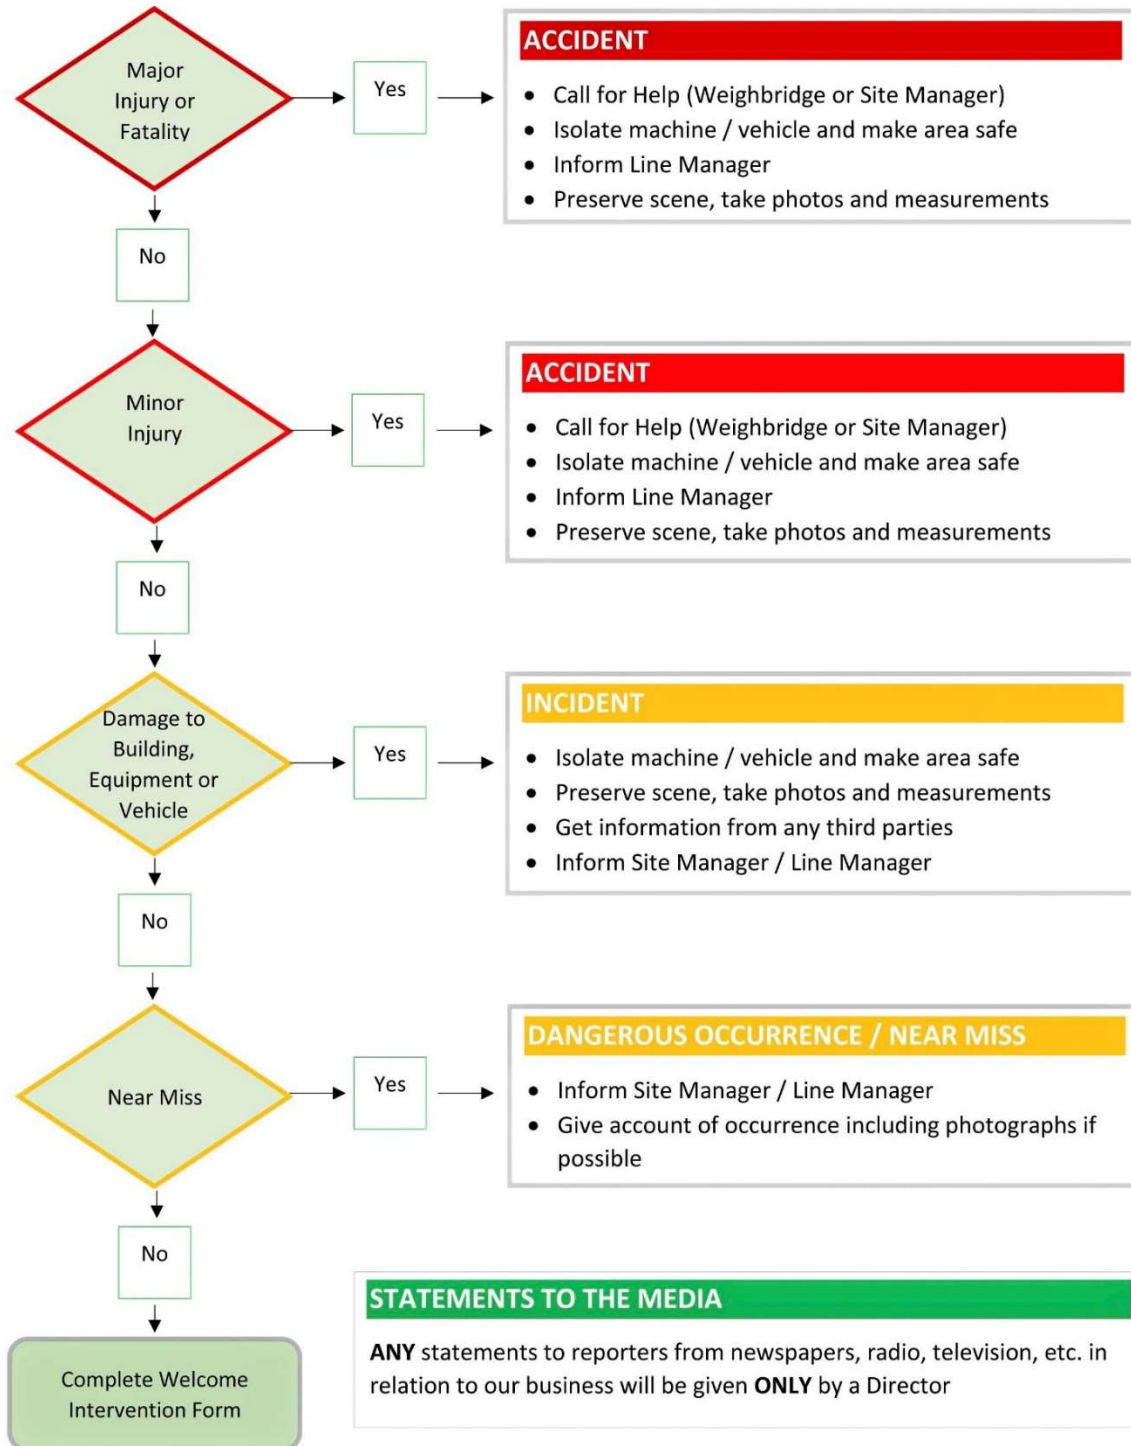 Major
Injury or
Fatality
Yes
ACCIDENT
• Call for Help (Weighbridge or Site Manager)
• Isolate machine / vehicle and make area safe
• Inform Line Manager
• Preserve scene, take photos and measurements
No
Minor
Injury
Yes
ACCIDENT
• Call for Help (Weighbridge or Site Manager)
• Isolate machine / vehicle and make area safe
• Inform Line Manager
• Preserve scene, take photos and measurements
No
Damage to
Building,
Equipment or
Vehicle
Yes
INCIDENT
• Isolate machine / vehicle and make area safe
• Preserve scene, take photos and measurements
• Get information from any third parties
• Inform Site Manager / Line Manager
No
Near Miss
Yes
DANGEROUS OCCURRENCE / NEAR MISS
• Inform Site Manager / Line Manager
• Give account of occurrence including photographs if
possible
No
Complete Welcome
Intervention Form
STATEMENTS TO THE MEDIA
ANY statements to reporters from newspapers, radio, television, etc. in
relation to our business will be given ONLY by a Director